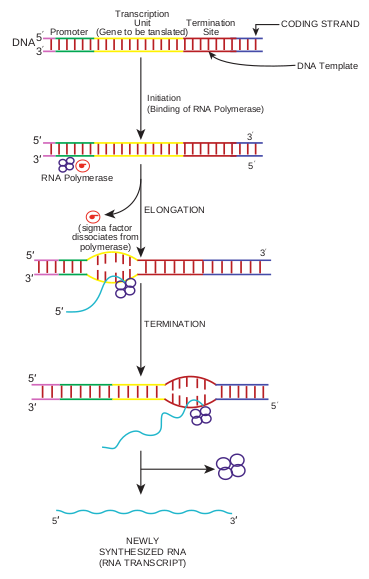 Transcription
Unit
(Gene to be tanslated)
Promoter
Termination
Site
CODING STRAND
DNA
5′
3′
DNA Template
Initiation
(Binding of RNA Polymerase)
5′
3′
3′
5′
RNA Polymerase
ELONGATION
(sigma factor
dissociates from
polymerase)
5′
3′
3′
5′
TERMINATION
5′
3′
5′
5′
3′
NEWLY
SYNTHESIZED RNA
(RNA TRANSCRIPT)